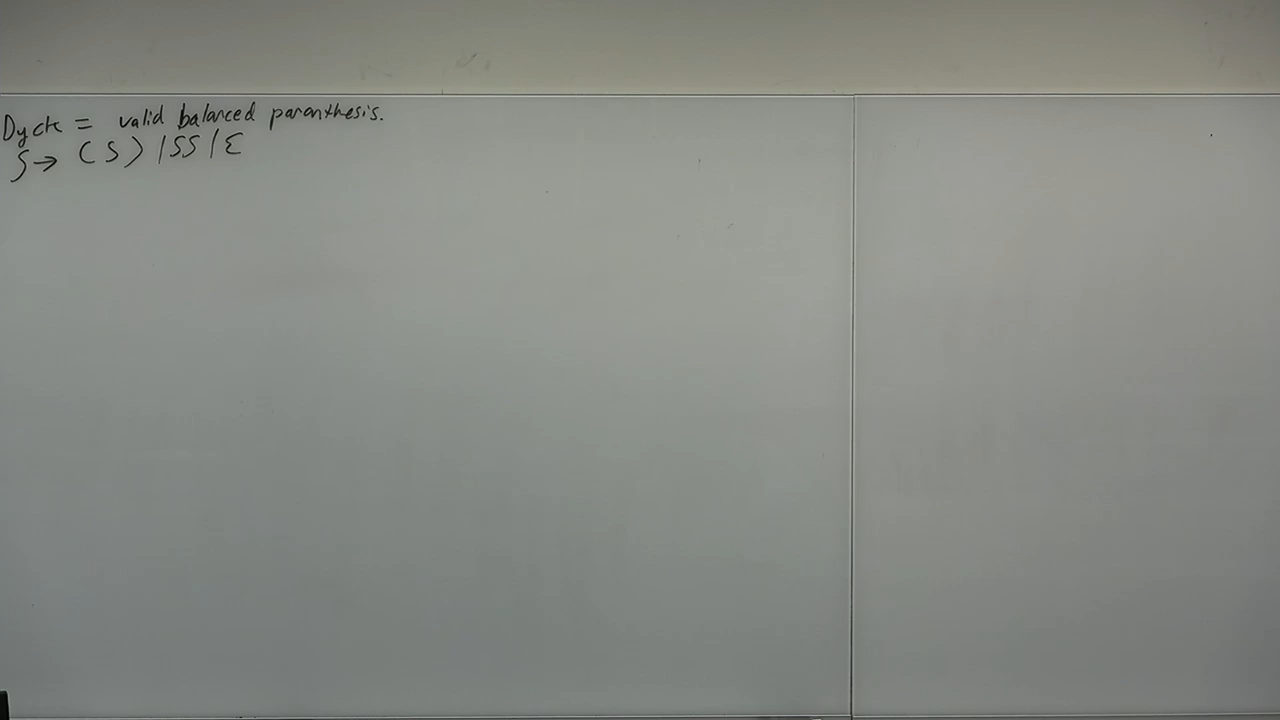 Dyck = valid balanced paranthesis.
S → (S) | SS | ε